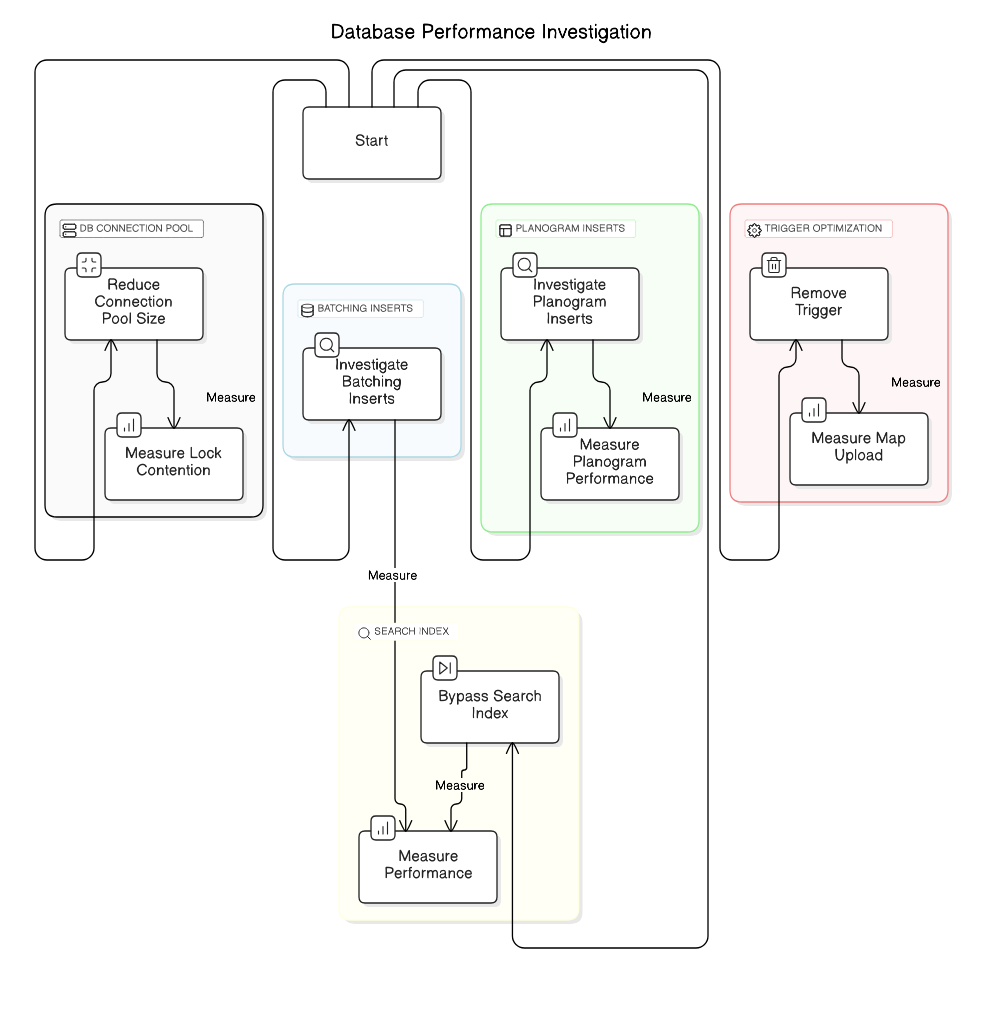 Database Performance Investigation
Start
DB CONNECTION POOL
Reduce
Connection
Pool Size
Measure
Measure Lock
Contention
BATCHING INSERTS
Investigate
Batching
Inserts
PLANOGRAM INSERTS
Investigate
Planogram
Inserts
Measure
Measure
Planogram
Performance
TRIGGER OPTIMIZATION
Remove
Trigger
Measure
Measure Map
Upload
Measure
SEARCH INDEX
Bypass Search
Index
Measure
Measure
Performance